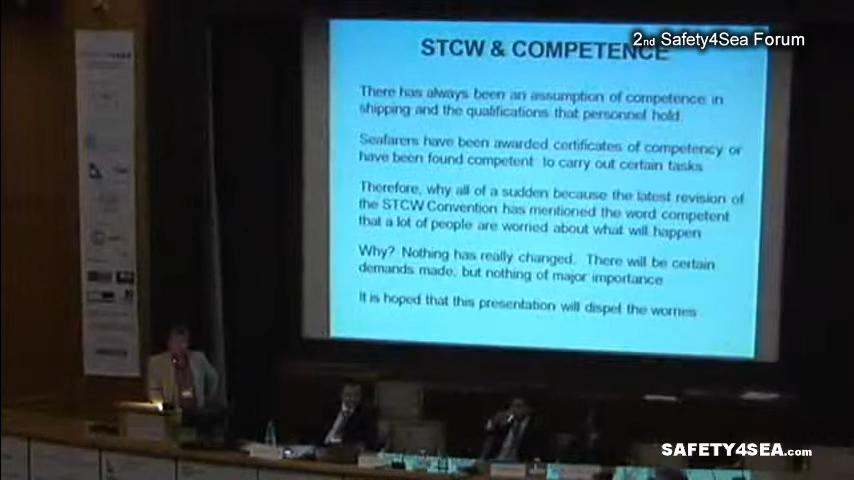 2nd Safety4Sea Forum
STCW & COMPETENCE
There has always been an assumption of competence in
shipping and the qualifications that personnel hold
Seafarers have been awarded certificates of competency or
have been found competent to carry out certain tasks
Therefore, why all of a sudden because the latest revision of
the STCW Convention has mentioned the word competent
that a lot of people are worried about what will happen
Why? Nothing has really changed. There will be certain
demands made, but nothing of major importance
It is hoped that this presentation will dispel the worries
SAFETY4SEA.com